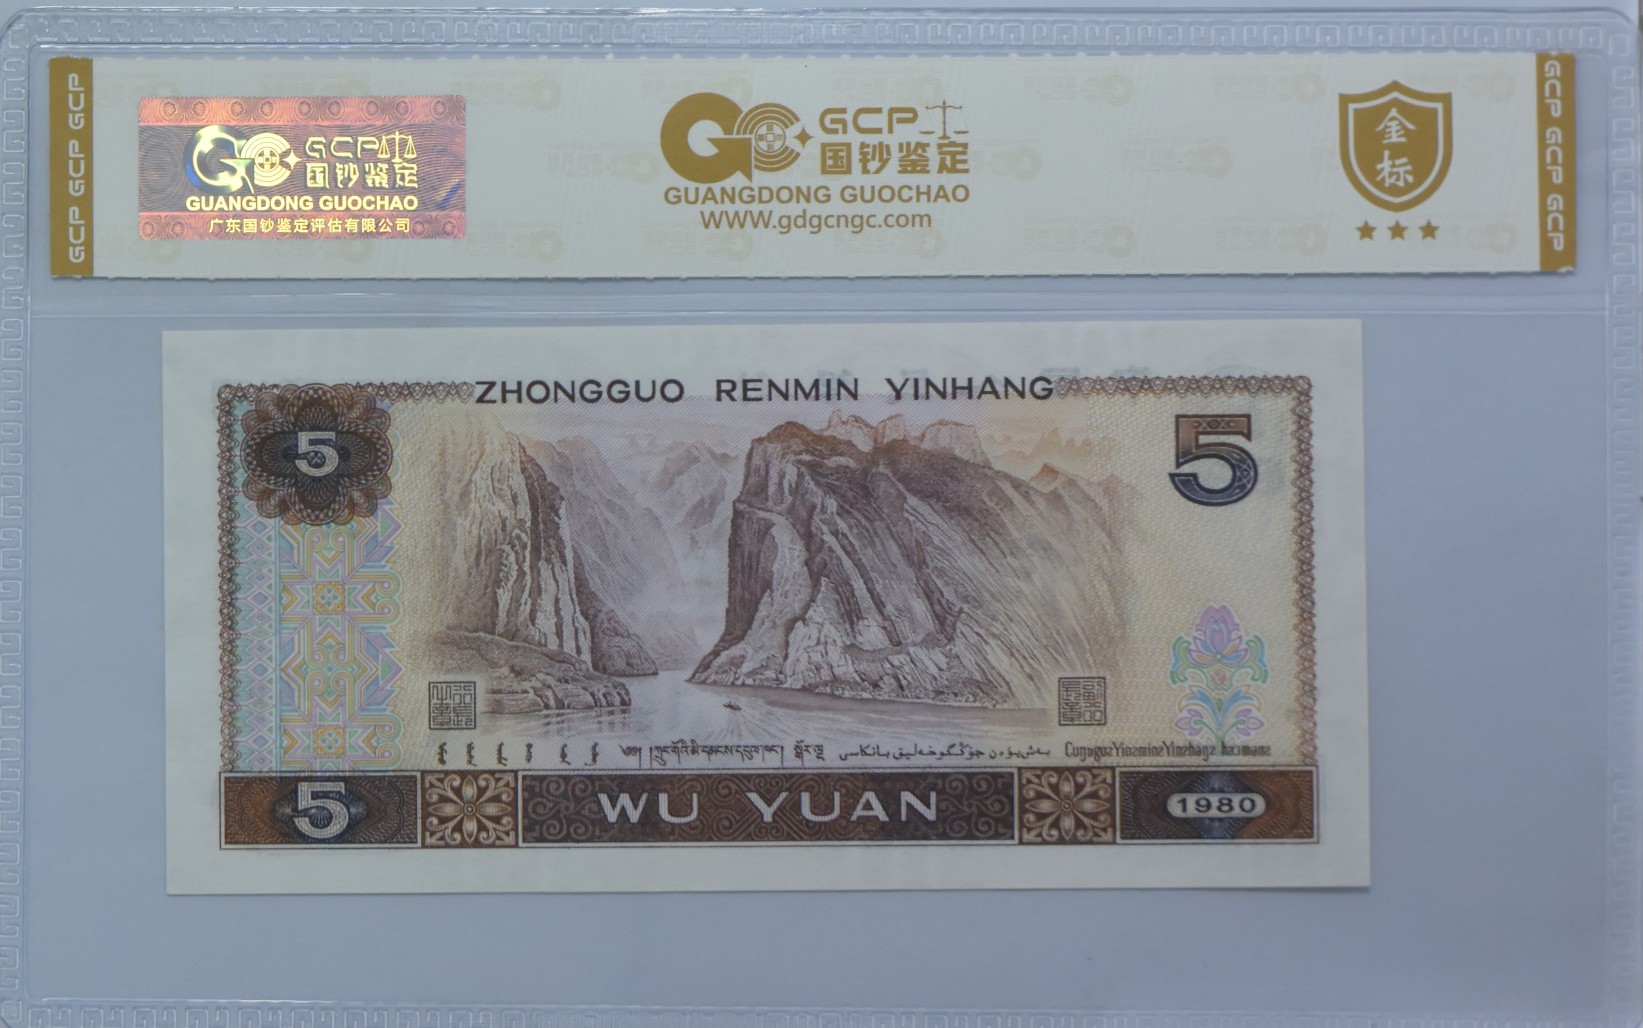 GCP GCP GCP
GCP 国钞鉴定
GUANGDONG GUOCHAO
广东国钞鉴定评估有限公司
GCP
国钞鉴定
GUANGDONG GUOCHAO
WWW.gdgcngc.com
金标
GCP GCP GCP
ZHONGGUO RENMIN YINHANG
5
5
WU YUAN
5
1980